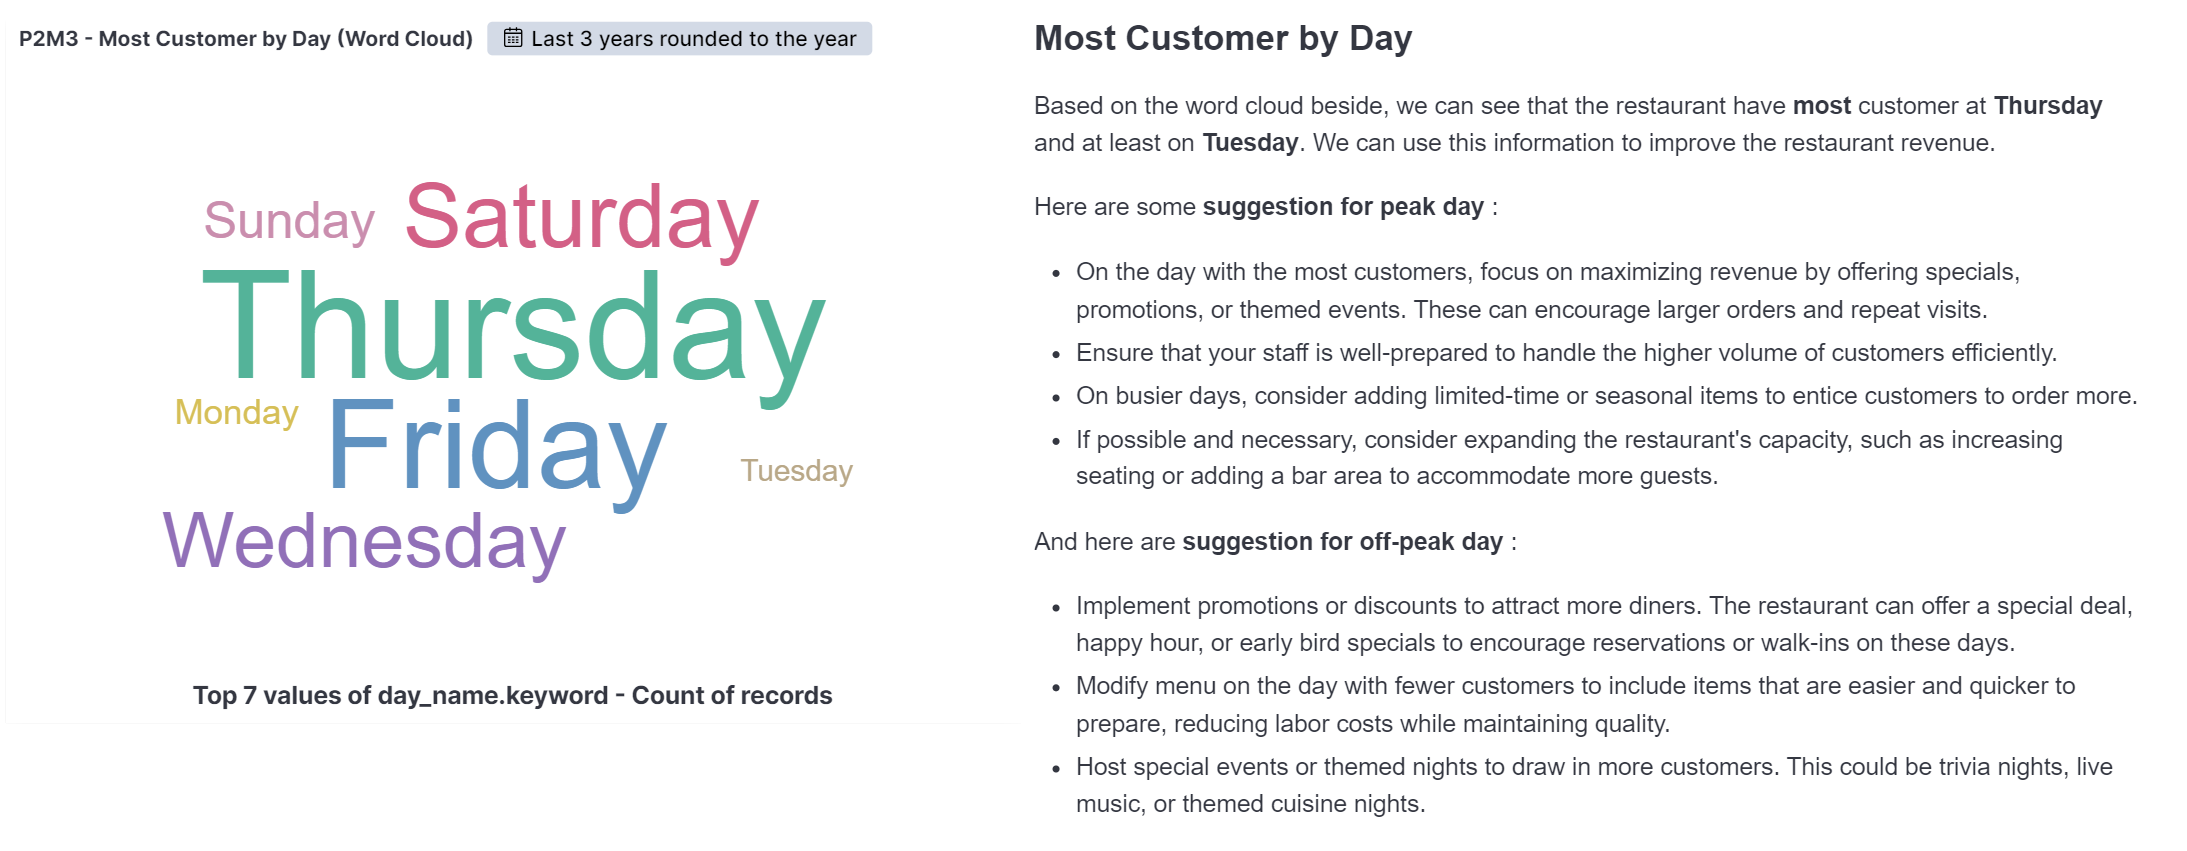 P2M3 - Most Customer by Day (Word Cloud)
Last 3 years rounded to the year
Sunday
Saturday
Thursday
Monday
Friday
Tuesday
Wednesday
Top 7 values of day_name.keyword - Count of records
Most Customer by Day
Based on the word cloud beside, we can see that the restaurant have most customer at Thursday
and at least on Tuesday. We can use this information to improve the restaurant revenue.
Here are some suggestion for peak day :
• On the day with the most customers, focus on maximizing revenue by offering specials,
promotions, or themed events. These can encourage larger orders and repeat visits.
• Ensure that your staff is well-prepared to handle the higher volume of customers efficiently.
• On busier days, consider adding limited-time or seasonal items to entice customers to order more.
• If possible and necessary, consider expanding the restaurant's capacity, such as increasing
seating or adding a bar area to accommodate more guests.
And here are suggestion for off-peak day :
• Implement promotions or discounts to attract more diners. The restaurant can offer a special deal,
happy hour, or early bird specials to encourage reservations or walk-ins on these days.
• Modify menu on the day with fewer customers to include items that are easier and quicker to
prepare, reducing labor costs while maintaining quality.
• Host special events or themed nights to draw in more customers. This could be trivia nights, live
music, or themed cuisine nights.